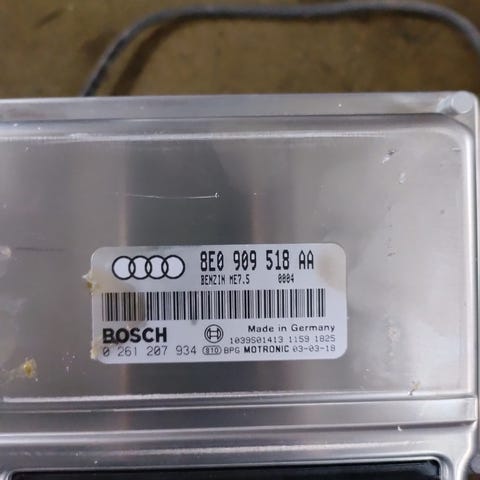 8E0 909 518 AA
BENZIN ME7.5 0004
BOSCH
Made in Germany
1039S01413 1159 1825
0 261 207 934 S10 BPG MOTRONIC 03-03-18